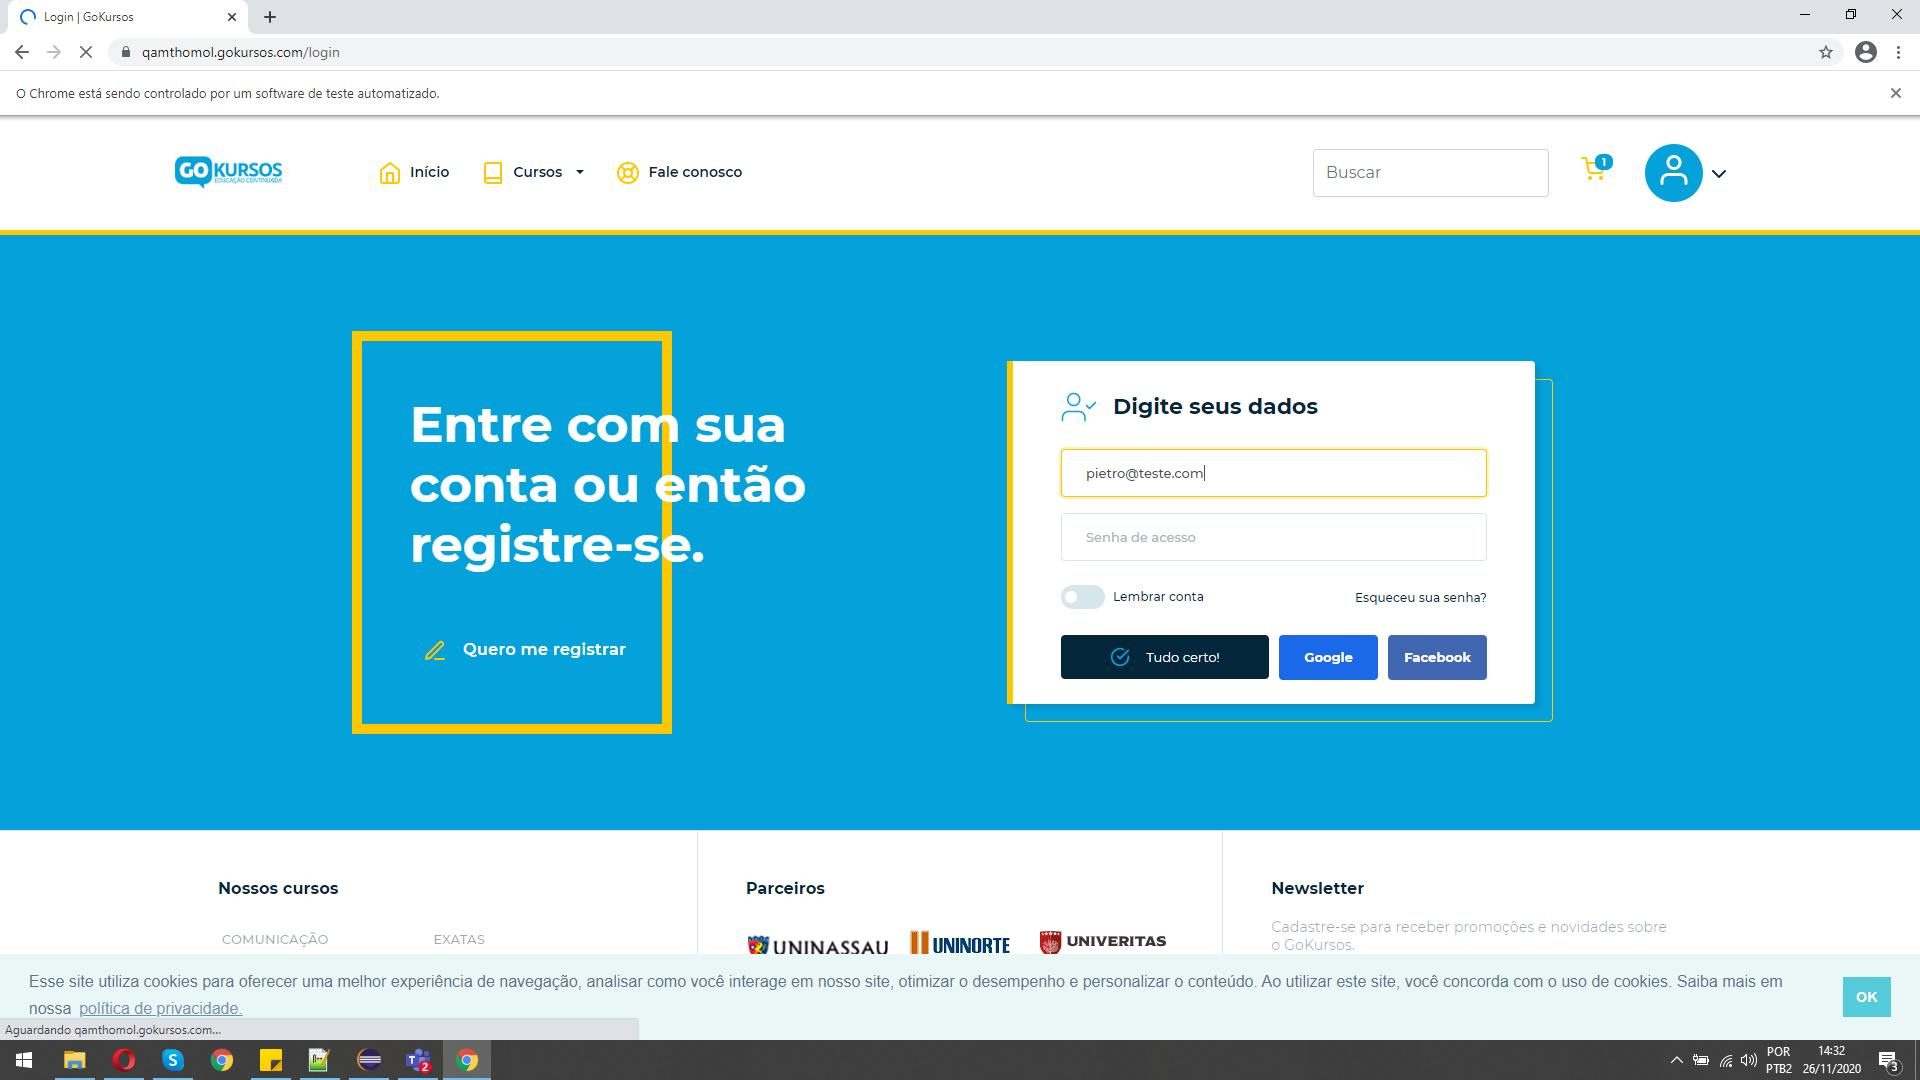 Login | GoKursos
qamthomol.gokursos.com/login
O Chrome está sendo controlado por um software de teste automatizado.
GO KURSOS
EDUCAÇÃO CONTINUADA
Início
Cursos
Fale conosco
Buscar
1
Entre com sua
conta ou então
registre-se.
Quero me registrar
Digite seus dados
pietro@teste.com
Senha de acesso
Lembrar conta
Esqueceu sua senha?
Tudo certo!
Google
Facebook
Nossos cursos
COMUNICAÇÃO
EXATAS
Parceiros
UNINASSAU
UNINORTE
UNIVERITAS
Newsletter
Cadastre-se para receber promoções e novidades sobre
o GoKursos.
Esse site utiliza cookies para oferecer uma melhor experiência de navegação, analisar como você interage em nosso site, otimizar o desempenho e personalizar o conteúdo. Ao utilizar este site, você concorda com o uso de cookies. Saiba mais em
nossa política de privacidade.
OK
Aguardando qamthomol.gokursos.com...
2
POR
PTB2
14:32
26/11/2020
3